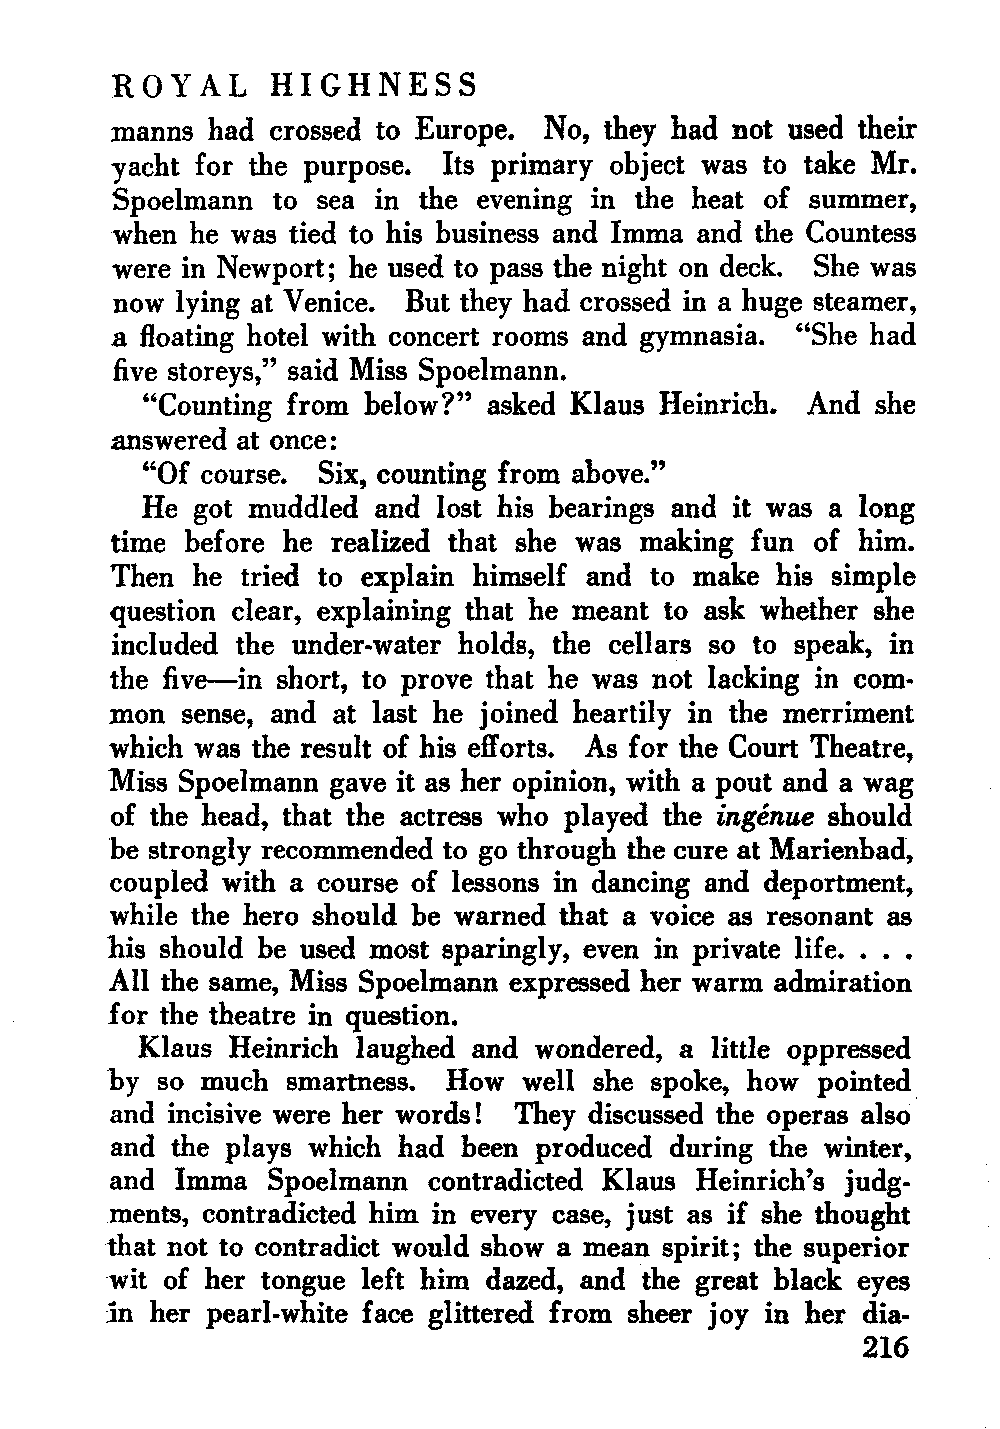 ROYAL HIGHNESS
manns had crossed to Europe. No, they had not used their
yacht for the purpose. Its primary object was to take Mr.
Spoelmann to sea in the evening in the heat of summer,
when he was tied to his business and Imma and the Countess
were in Newport; he used to pass the night on deck. She was
now lying at Venice. But they had crossed in a huge steamer,
a floating hotel with concert rooms and gymnasia. “She had
five storeys,” said Miss Spoelmann.
“Counting from below?” asked Klaus Heinrich. And she
answered at once:
“Of course. Six, counting from above.”
He got muddled and lost his bearings and it was a long
time before he realized that she was making fun of him.
Then he tried to explain himself and to make his simple
question clear, explaining that he meant to ask whether she
included the under-water holds, the cellars so to speak, in
the five—in short, to prove that he was not lacking in com-
mon sense, and at last he joined heartily in the merriment
which was the result of his efforts. As for the Court Theatre,
Miss Spoelmann gave it as her opinion, with a pout and a wag
of the head, that the actress who played the ingénue should
be strongly recommended to go through the cure at Marienbad,
coupled with a course of lessons in dancing and deportment,
while the hero should be warned that a voice as resonant as
his should be used most sparingly, even in private life. . . .
All the same, Miss Spoelmann expressed her warm admiration
for the theatre in question.
Klaus Heinrich laughed and wondered, a little oppressed
by so much smartness. How well she spoke, how pointed
and incisive were her words! They discussed the operas also
and the plays which had been produced during the winter,
and Imma Spoelmann contradicted Klaus Heinrich’s judg-
ments, contradicted him in every case, just as if she thought
that not to contradict would show a mean spirit; the superior
wit of her tongue left him dazed, and the great black eyes
in her pearl-white face glittered from sheer joy in her dia-
216